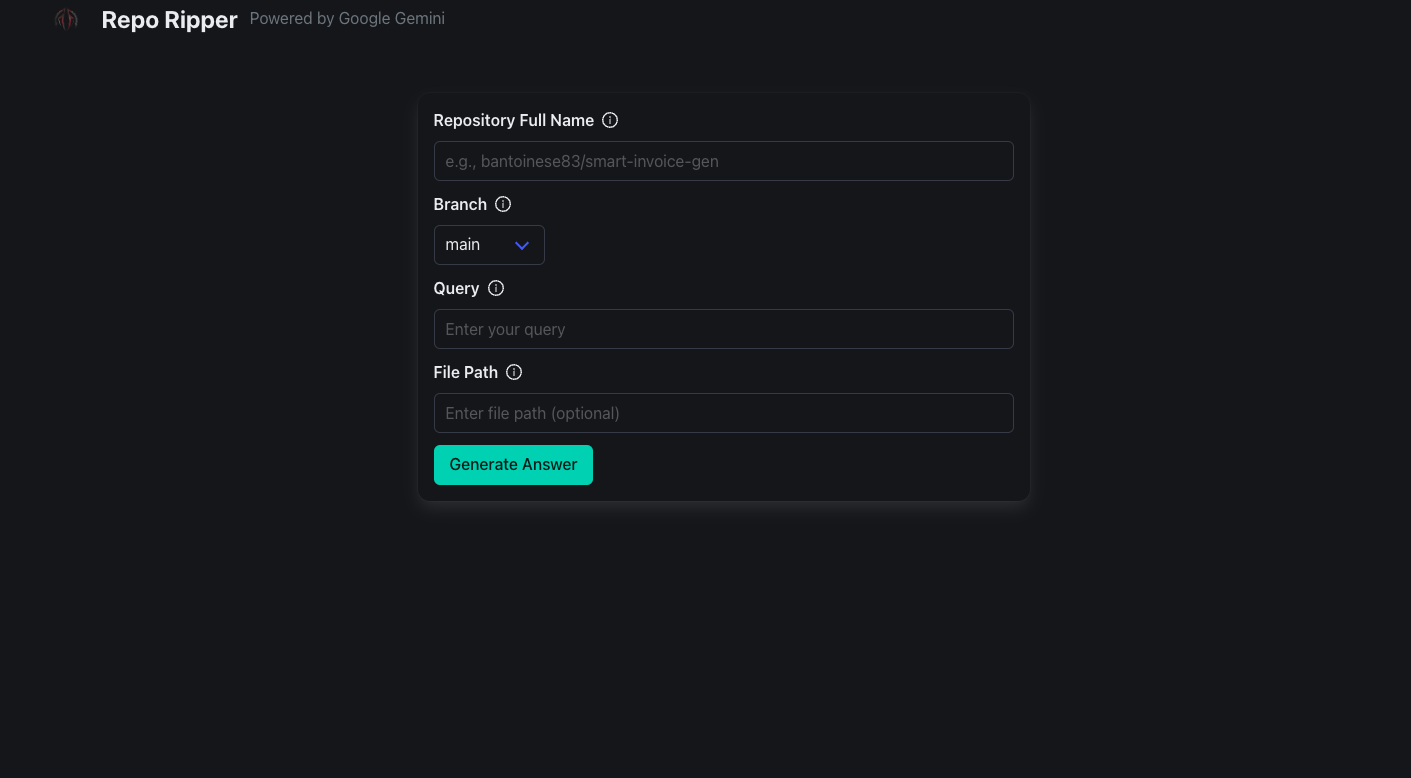 Repo Ripper Powered by Google Gemini
Repository Full Name
e.g., bantoinese83/smart-invoice-gen
Branch
main
Query
Enter your query
File Path
Enter file path (optional)
Generate Answer